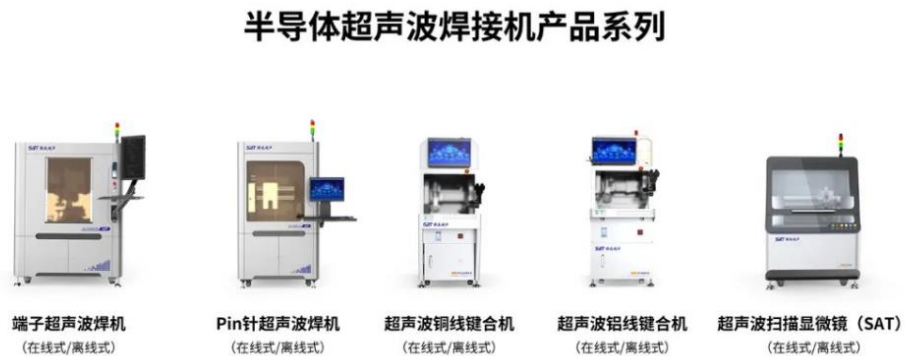 半导体超声波焊接机产品系列
端子超声波焊机
（在线式/离线式）
Pin针超声波焊机
（在线式/离线式）
超声波铜线键合机
（在线式/离线式）
超声波铝线键合机
（在线式/离线式）
超声波扫描显微镜（SAT）
（在线式/离线式）